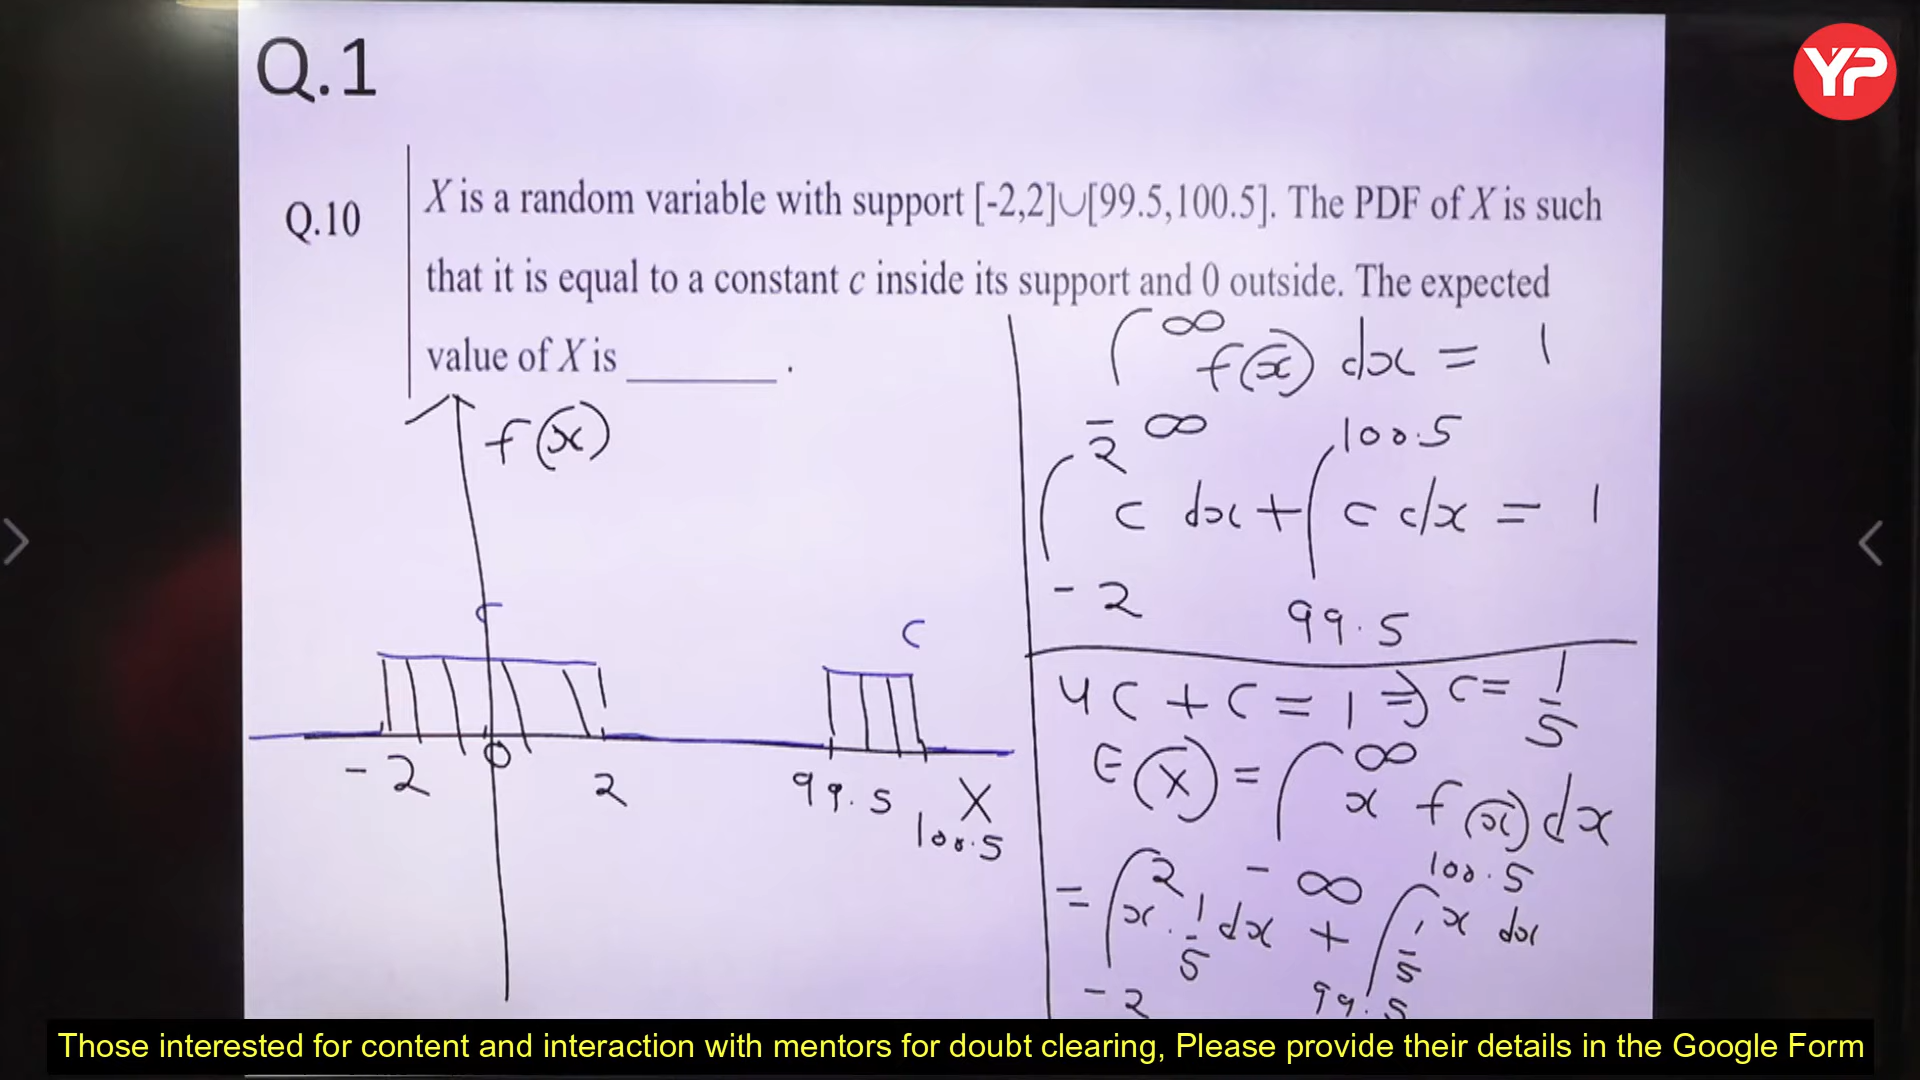 Q.1
YP
Q.10
X is a random variable with support [-2,2]∪[99.5,100.5]. The PDF of X is such
that it is equal to a constant c inside its support and 0 outside. The expected
value of X is ________ .
f(x)
c
c
-2
0
2
99.5
X
100.5
∫_{-∞}^{∞} f(x) dx = 1
∫_{-2}^{2} c dx + ∫_{99.5}^{100.5} c dx = 1
4c + c = 1 ⇒ c = 1/5
E(X) = ∫_{-∞}^{∞} x f(x) dx
= ∫_{-2}^{2} x · 1/5 dx + ∫_{99.5}^{100.5} 1/5 x dx
Those interested for content and interaction with mentors for doubt clearing, Please provide their details in the Google Form